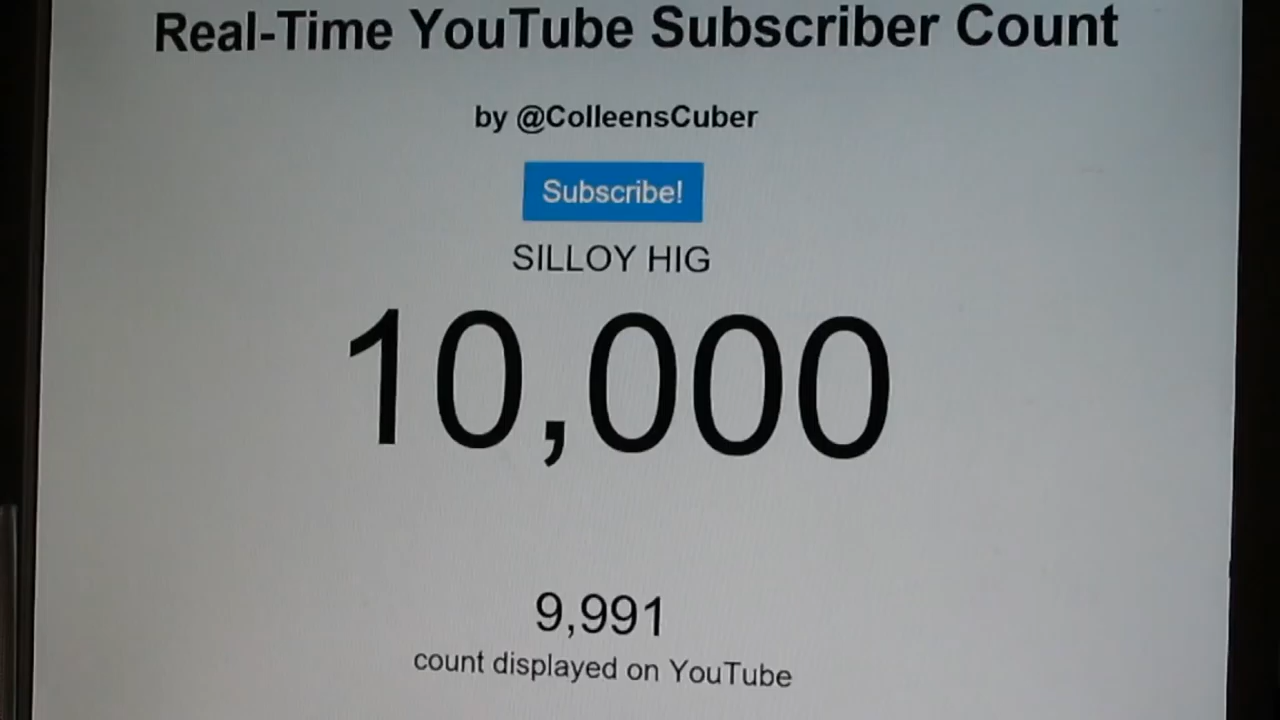 Real-Time YouTube Subscriber Count
by @ColleensCuber
Subscribe!
SILLOY HIG
10,000
9,991
count displayed on YouTube